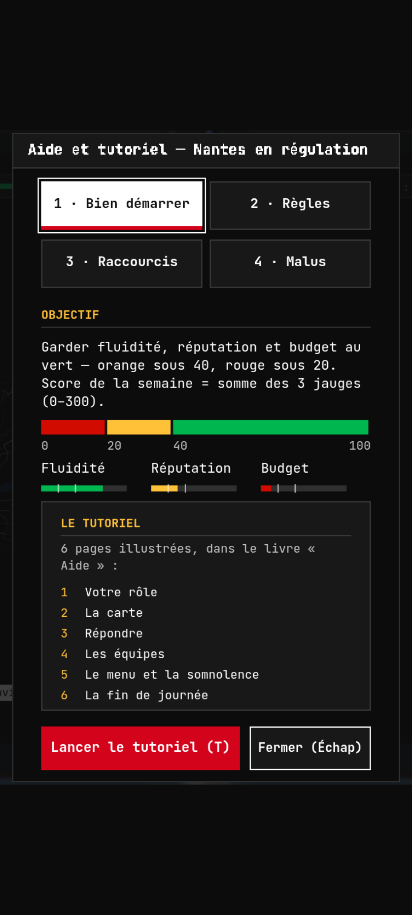 Aide et tutoriel — Nantes en régulation
1 · Bien démarrer
2 · Règles
3 · Raccourcis
4 · Malus
OBJECTIF
Garder fluidité, réputation et budget au
vert — orange sous 40, rouge sous 20.
Score de la semaine = somme des 3 jauges
(0–300).
0 20 40 100
Fluidité Réputation Budget
LE TUTORIEL
6 pages illustrées, dans le livre «
Aide » :
1 Votre rôle
2 La carte
3 Répondre
4 Les équipes
5 Le menu et la somnolence
6 La fin de journée
Lancer le tutoriel (T)
Fermer (Échap)